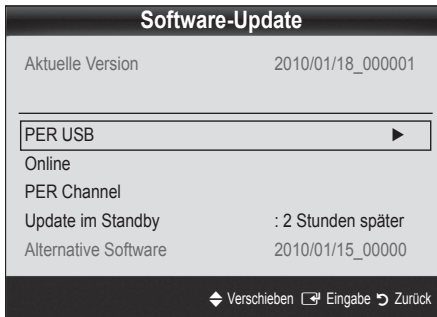 Software-Update
Aktuelle Version 2010/01/18_000001
PER USB ►
Online
PER Channel
Update im Standby : 2 Stunden später
Alternative Software 2010/01/15_00000
Verschieben Eingabe Zurück